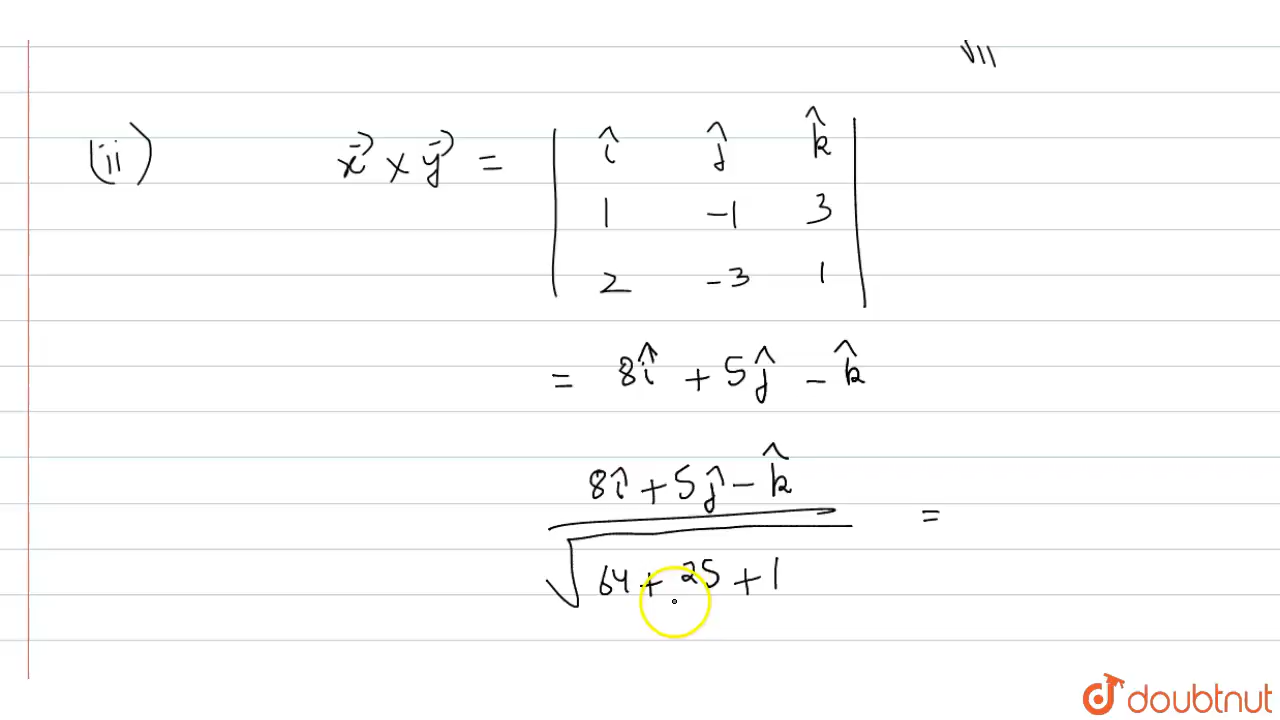 √11
(ii) x⃗ × y⃗ = | î ĵ k̂ |
| 1 -1 3 |
| 2 -3 1 |
= 8î + 5ĵ - k̂
8î + 5ĵ - k̂
√64 + 25 + 1 =
doubtnut